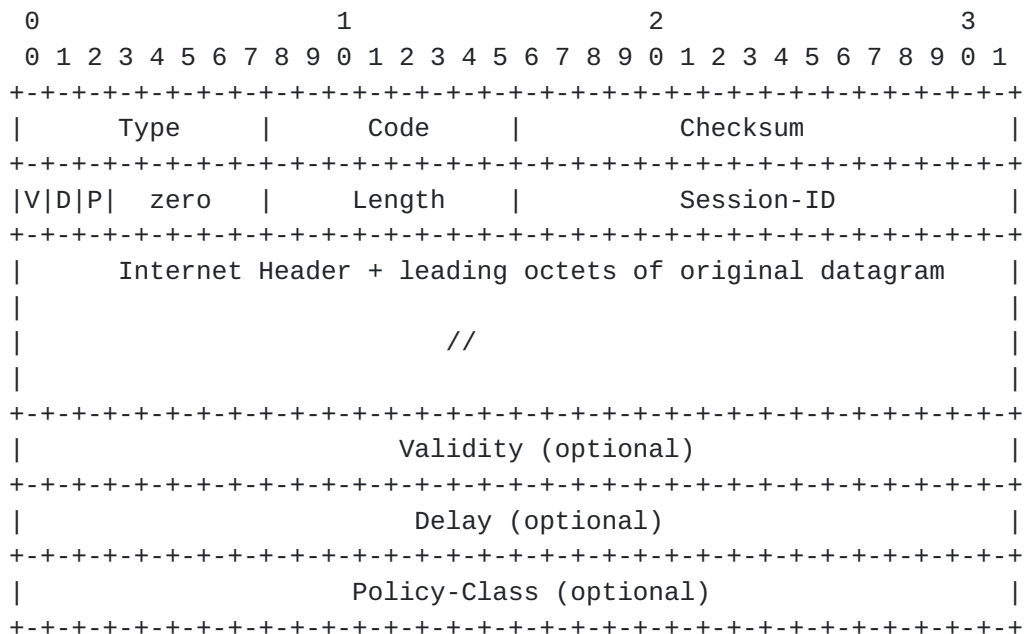 0                   1                   2                   3
 0 1 2 3 4 5 6 7 8 9 0 1 2 3 4 5 6 7 8 9 0 1 2 3 4 5 6 7 8 9 0 1
+-+-+-+-+-+-+-+-+-+-+-+-+-+-+-+-+-+-+-+-+-+-+-+-+-+-+-+-+-+-+-+-+
|      Type     |      Code     |          Checksum             |
+-+-+-+-+-+-+-+-+-+-+-+-+-+-+-+-+-+-+-+-+-+-+-+-+-+-+-+-+-+-+-+-+
|V|D|P|  zero   |     Length    |          Session-ID           |
+-+-+-+-+-+-+-+-+-+-+-+-+-+-+-+-+-+-+-+-+-+-+-+-+-+-+-+-+-+-+-+-+
|      Internet Header + leading octets of original datagram    |
|                                                               |
|                           //                                  |
|                                                               |
+-+-+-+-+-+-+-+-+-+-+-+-+-+-+-+-+-+-+-+-+-+-+-+-+-+-+-+-+-+-+-+-+
|                        Validity (optional)                    |
+-+-+-+-+-+-+-+-+-+-+-+-+-+-+-+-+-+-+-+-+-+-+-+-+-+-+-+-+-+-+-+-+
|                         Delay (optional)                      |
+-+-+-+-+-+-+-+-+-+-+-+-+-+-+-+-+-+-+-+-+-+-+-+-+-+-+-+-+-+-+-+-+
|                     Policy-Class (optional)                   |
+-+-+-+-+-+-+-+-+-+-+-+-+-+-+-+-+-+-+-+-+-+-+-+-+-+-+-+-+-+-+-+-+